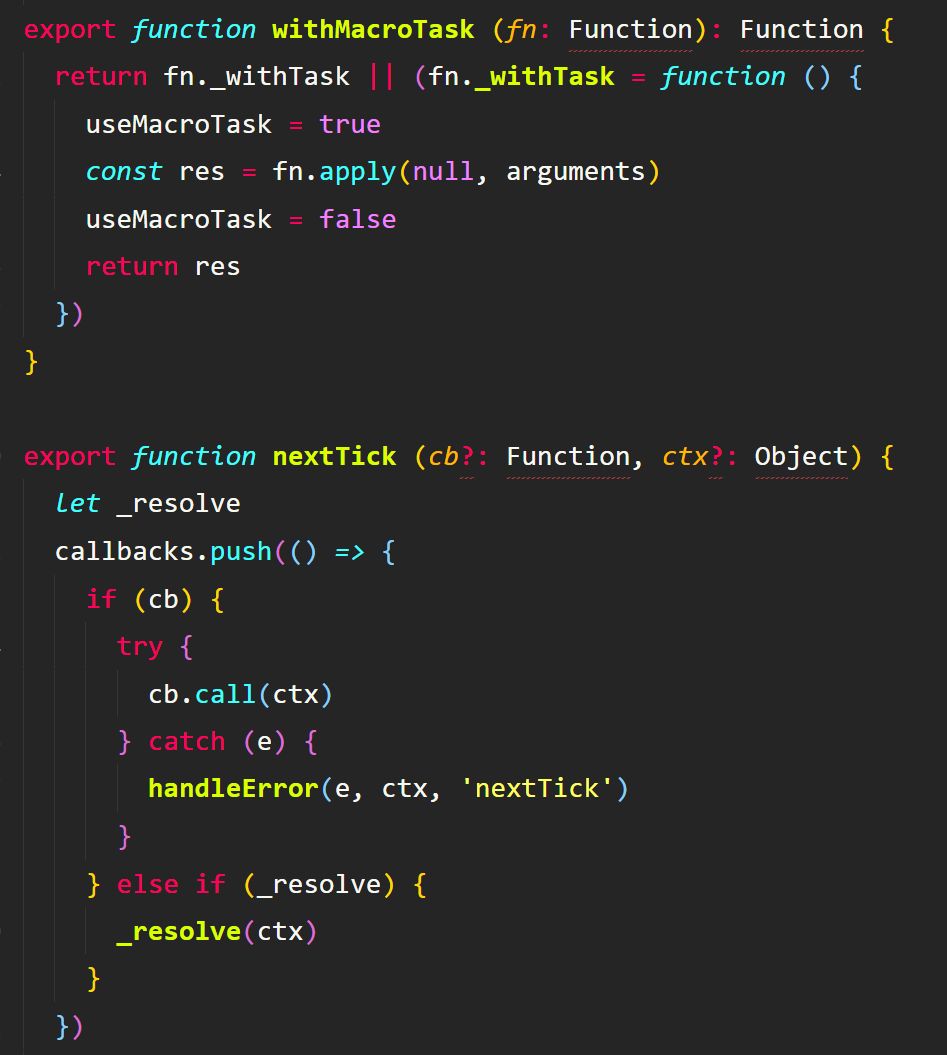 export function withMacroTask (fn: Function): Function {
  return fn._withTask || (fn._withTask = function () {
    useMacroTask = true
    const res = fn.apply(null, arguments)
    useMacroTask = false
    return res
  })
}

export function nextTick (cb?: Function, ctx?: Object) {
  let _resolve
  callbacks.push(() => {
    if (cb) {
      try {
        cb.call(ctx)
      } catch (e) {
        handleError(e, ctx, 'nextTick')
      }
    } else if (_resolve) {
      _resolve(ctx)
    }
  })